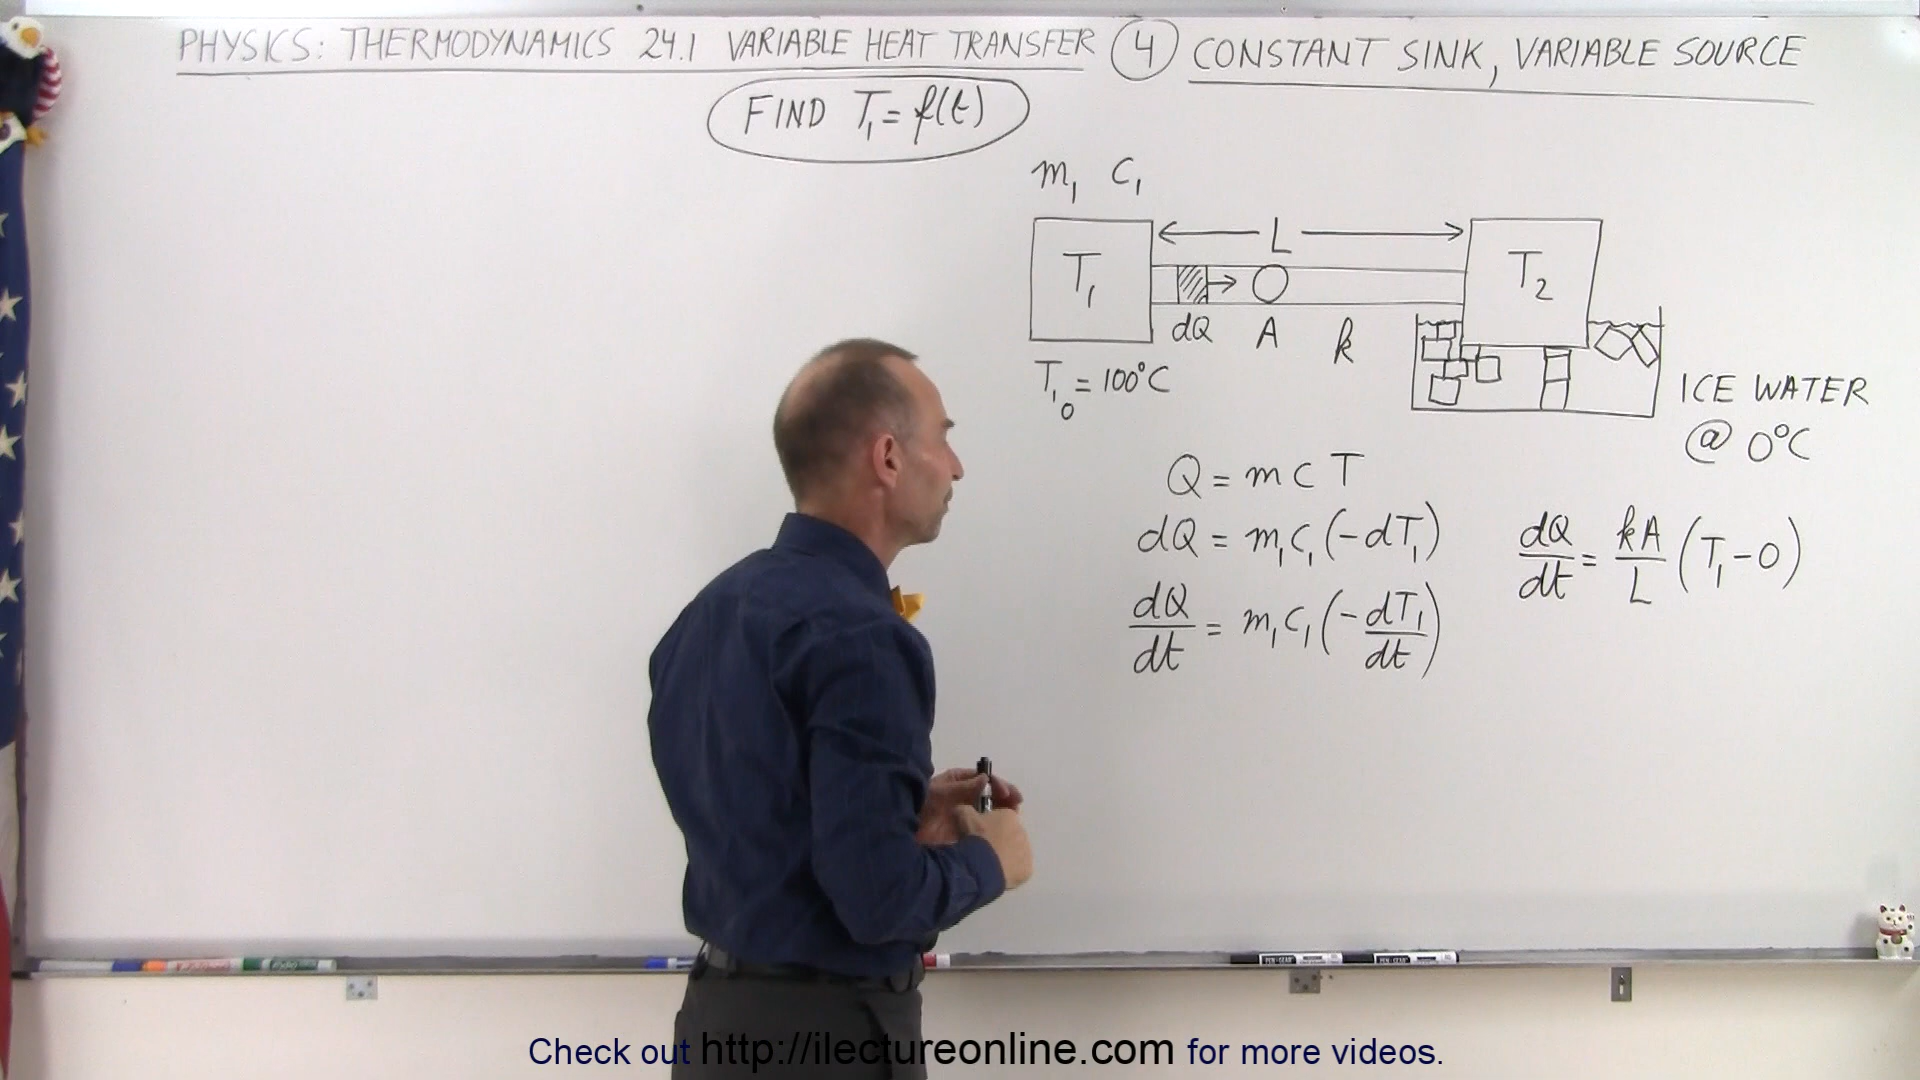 PHYSICS: THERMODYNAMICS 24.1 VARIABLE HEAT TRANSFER ④ CONSTANT SINK, VARIABLE SOURCE
FIND T₁ = f(t)
m₁ C₁
L
T₁
T₂
dQ A k
T₁₀ = 100°C
ICE WATER
@ 0°C
Q = m C T
dQ = m₁C₁(-dT₁)
dQ/dt = kA/L (T₁-0)
dQ/dt = m₁C₁(-dT₁/dt)
Check out http://ilectureonline.com for more videos.